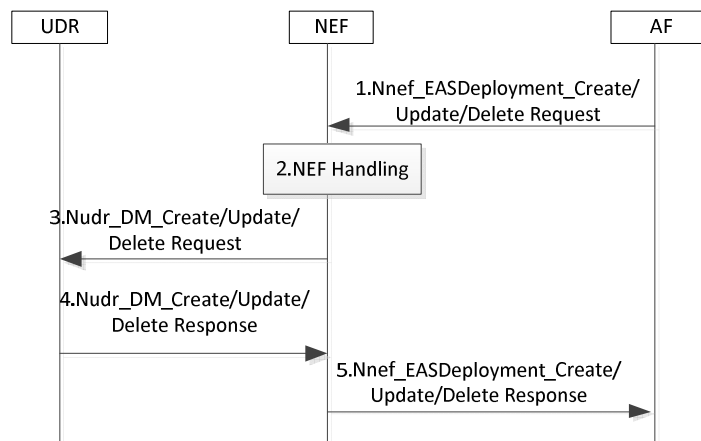 UDR
NEF
AF
1.Nnef_EASDeployment_Create/
Update/Delete Request
2.NEF Handling
3.Nudr_DM_Create/Update/
Delete Request
4.Nudr_DM_Create/Update/
Delete Response
5.Nnef_EASDeployment_Create/
Update/Delete Response